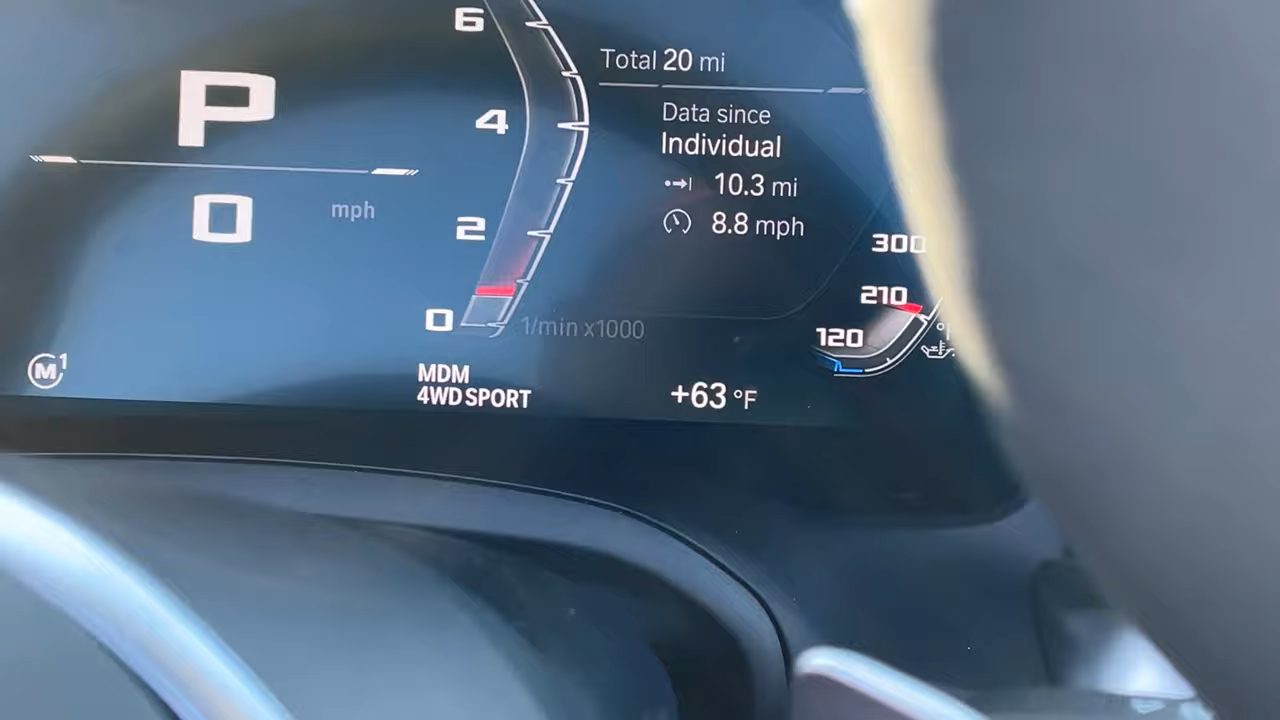 6
Total 20 mi
P
Data since
4
Individual
10.3 mi
0 mph
2
8.8 mph
300
210
0
1/min x1000
120
°F
M1
MDM
4WD SPORT
+63 °F